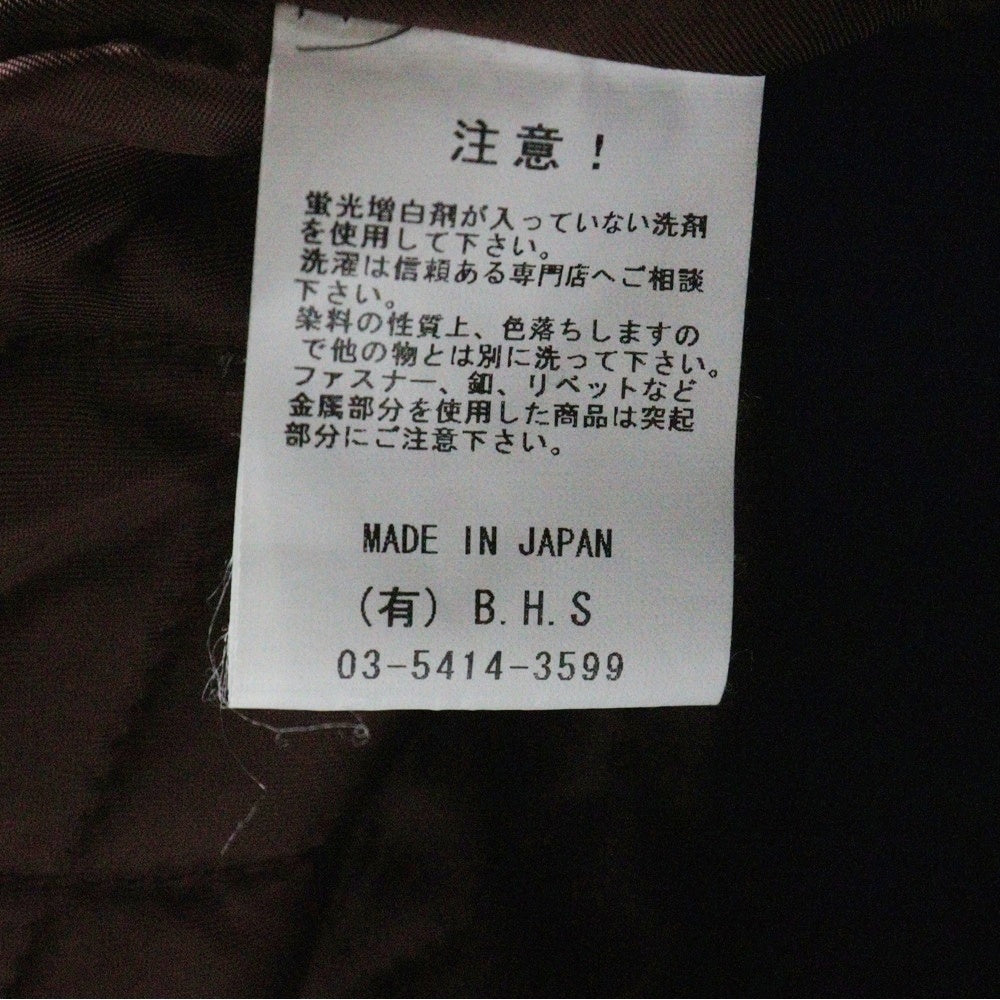 注意！
蛍光増白剤が入っていない洗剤
を使用して下さい。
洗濯は信頼ある専門店へご相談
下さい。
染料の性質上、色落ちしますの
で他の物とは別に洗って下さい。
ファスナー、釦、リベットなど
金属部分を使用した商品は突起
部分にご注意下さい。
MADE IN JAPAN
(有) B.H.S
03-5414-3599